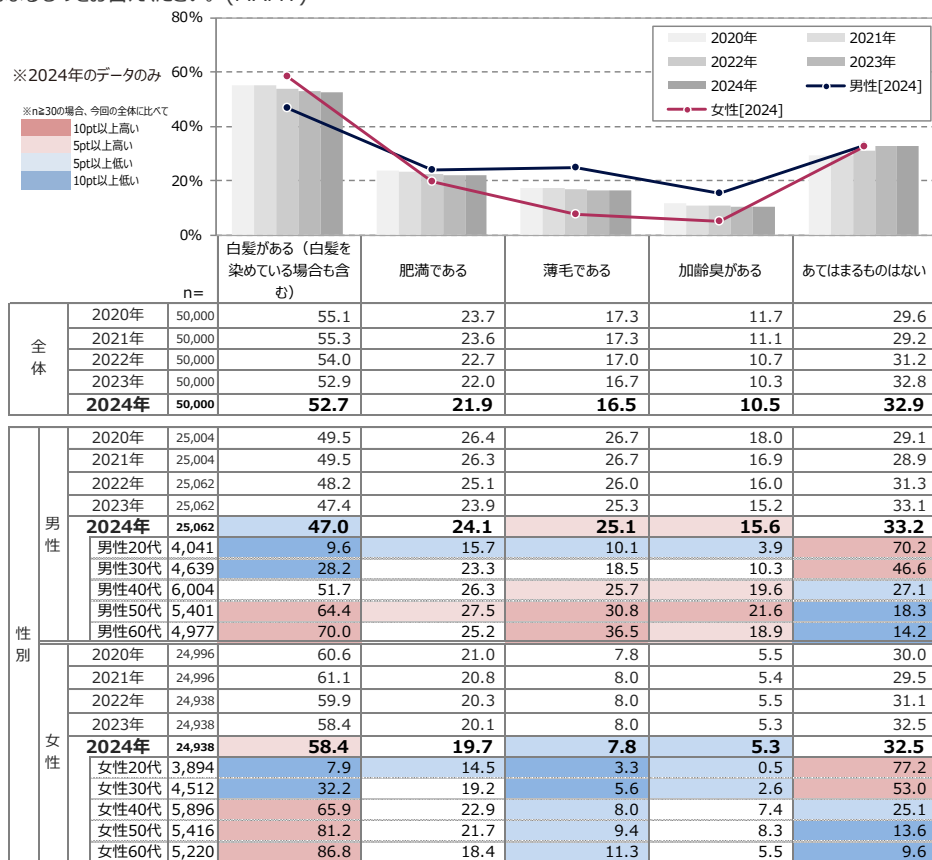 80%
60%
40%
20%
0%
2020年 2021年
2022年 2023年
2024年 男性[2024]
女性[2024]
※2024年のデータのみ
※n≧30の場合、今回の全体に比べて
10pt以上高い
5pt以上高い
5pt以上低い
10pt以上低い
n=
白髪がある（白髪を
染めている場合も含
む）
肥満である
薄毛である
加齢臭がある
あてはまるものはない
全体
2020年 50,000 55.1 23.7 17.3 11.7 29.6
2021年 50,000 55.3 23.6 17.3 11.1 29.2
2022年 50,000 54.0 22.7 17.0 10.7 31.2
2023年 50,000 52.9 22.0 16.7 10.3 32.8
2024年 50,000 52.7 21.9 16.5 10.5 32.9
性別
男性
2020年 25,004 49.5 26.4 26.7 18.0 29.1
2021年 25,004 49.5 26.3 26.7 16.9 28.9
2022年 25,062 48.2 25.1 26.0 16.0 31.3
2023年 25,062 47.4 23.9 25.3 15.2 33.1
2024年 25,062 47.0 24.1 25.1 15.6 33.2
男性20代 4,041 9.6 15.7 10.1 3.9 70.2
男性30代 4,639 28.2 23.3 18.5 10.3 46.6
男性40代 6,004 51.7 26.3 25.7 19.6 27.1
男性50代 5,401 64.4 27.5 30.8 21.6 18.3
男性60代 4,977 70.0 25.2 36.5 18.9 14.2
女性
2020年 24,996 60.6 21.0 7.8 5.5 30.0
2021年 24,996 61.1 20.8 8.0 5.4 29.5
2022年 24,938 59.9 20.3 8.0 5.5 31.1
2023年 24,938 58.4 20.1 8.0 5.3 32.5
2024年 24,938 58.4 19.7 7.8 5.3 32.5
女性20代 3,894 7.9 14.5 3.3 0.5 77.2
女性30代 4,512 32.2 19.2 5.6 2.6 53.0
女性40代 5,896 65.9 22.9 8.0 7.4 25.1
女性50代 5,416 81.2 21.7 9.4 8.3 13.6
女性60代 5,220 86.8 18.4 11.3 5.5 9.6